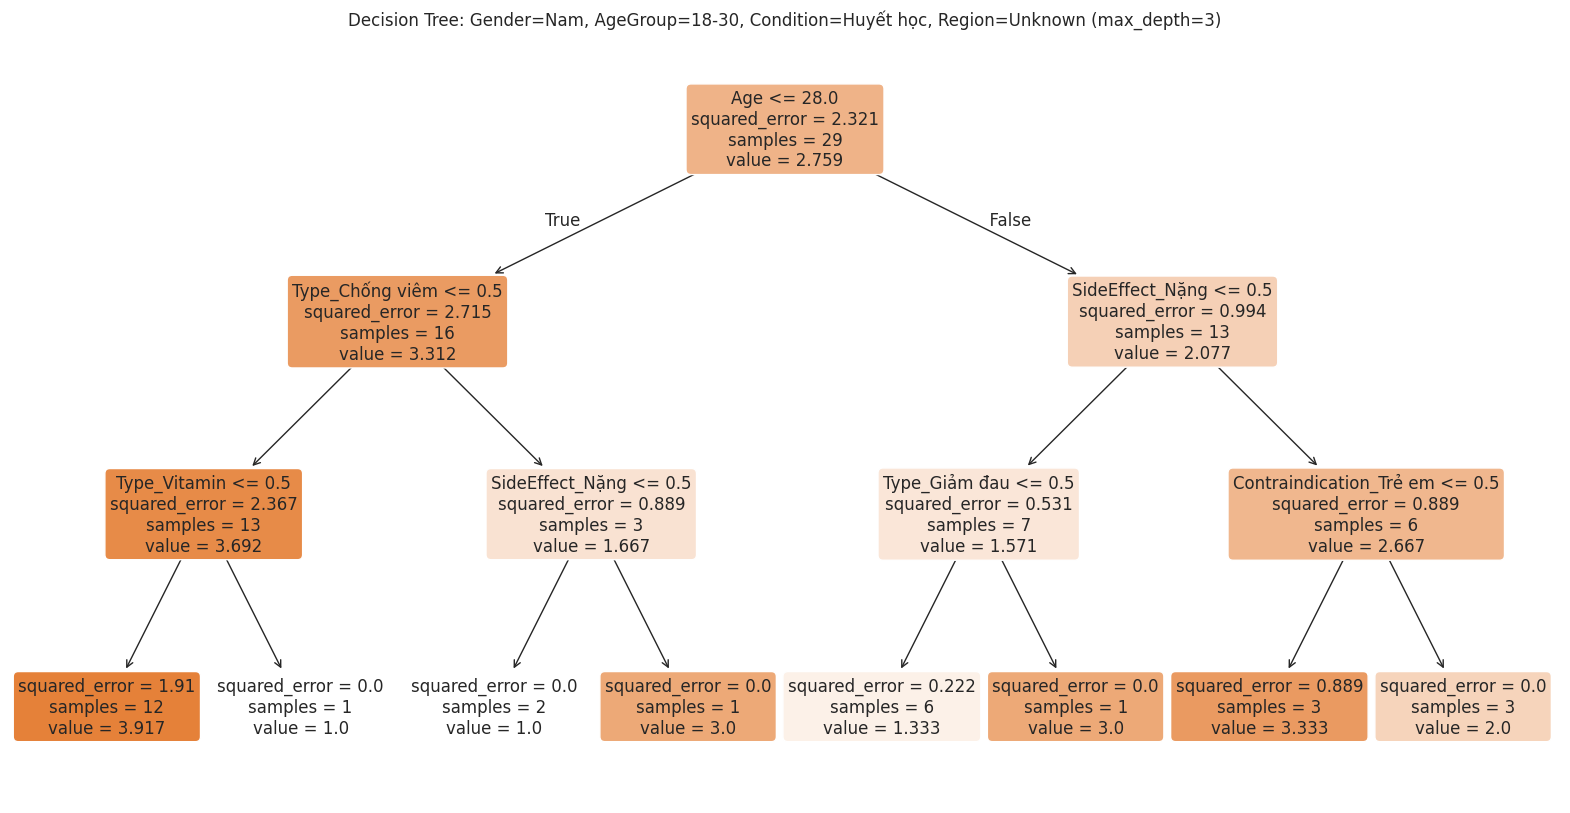 Decision Tree: Gender=Nam, AgeGroup=18-30, Condition=Huyết học, Region=Unknown (max_depth=3)
Age <= 28.0
squared_error = 2.321
samples = 29
value = 2.759
True
False
Type_Chống viêm <= 0.5
squared_error = 2.715
samples = 16
value = 3.312
SideEffect_Nặng <= 0.5
squared_error = 0.994
samples = 13
value = 2.077
Type_Vitamin <= 0.5
squared_error = 2.367
samples = 13
value = 3.692
SideEffect_Nặng <= 0.5
squared_error = 0.889
samples = 3
value = 1.667
Type_Giảm đau <= 0.5
squared_error = 0.531
samples = 7
value = 1.571
Contraindication_Trẻ em <= 0.5
squared_error = 0.889
samples = 6
value = 2.667
squared_error = 1.91
samples = 12
value = 3.917
squared_error = 0.0
samples = 1
value = 1.0
squared_error = 0.0
samples = 2
value = 1.0
squared_error = 0.0
samples = 1
value = 3.0
squared_error = 0.222
samples = 6
value = 1.333
squared_error = 0.0
samples = 1
value = 3.0
squared_error = 0.889
samples = 3
value = 3.333
squared_error = 0.0
samples = 3
value = 2.0